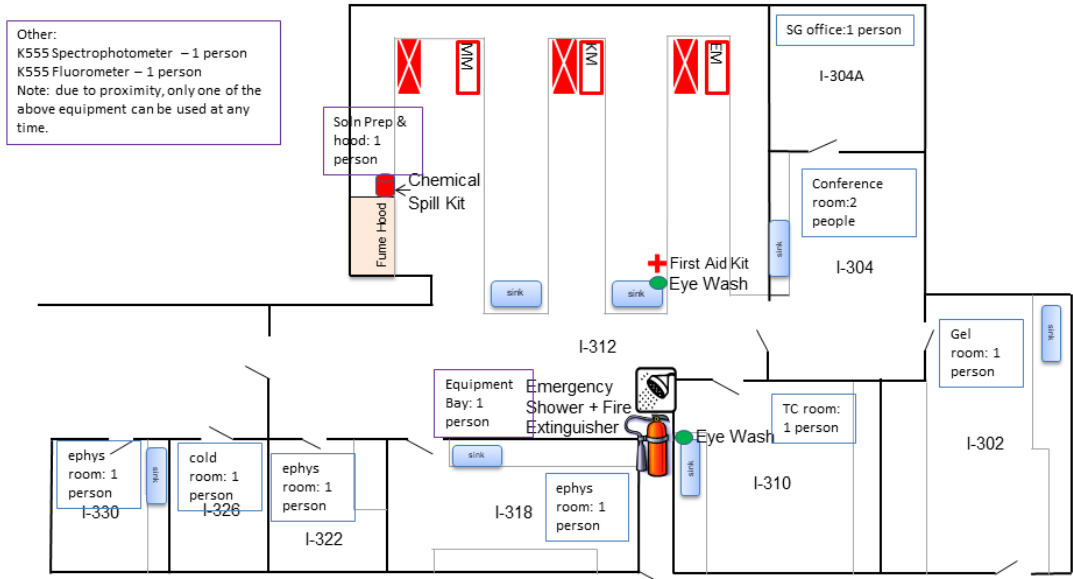 Other:
K555 Spectrophotometer – 1 person
K555 Fluorometer – 1 person
Note: due to proximity, only one of the
above equipment can be used at any
time.
MM
KM
EM
SG office:1 person
I-304A
Soln Prep &
hood: 1
person
Chemical
Spill Kit
Fume Hood
Conference
room:2
people
sink
I-304
First Aid Kit
Eye Wash
sink
sink
I-312
Gel
room: 1
person
sink
I-302
Equipment
Bay: 1
person
Emergency
Shower + Fire
Extinguisher
Eye Wash
TC room:
1 person
sink
I-310
ephys
room: 1
person
I-330
sink
cold
room: 1
person
I-326
ephys
room: 1
person
I-322
sink
I-318
ephys
room: 1
person